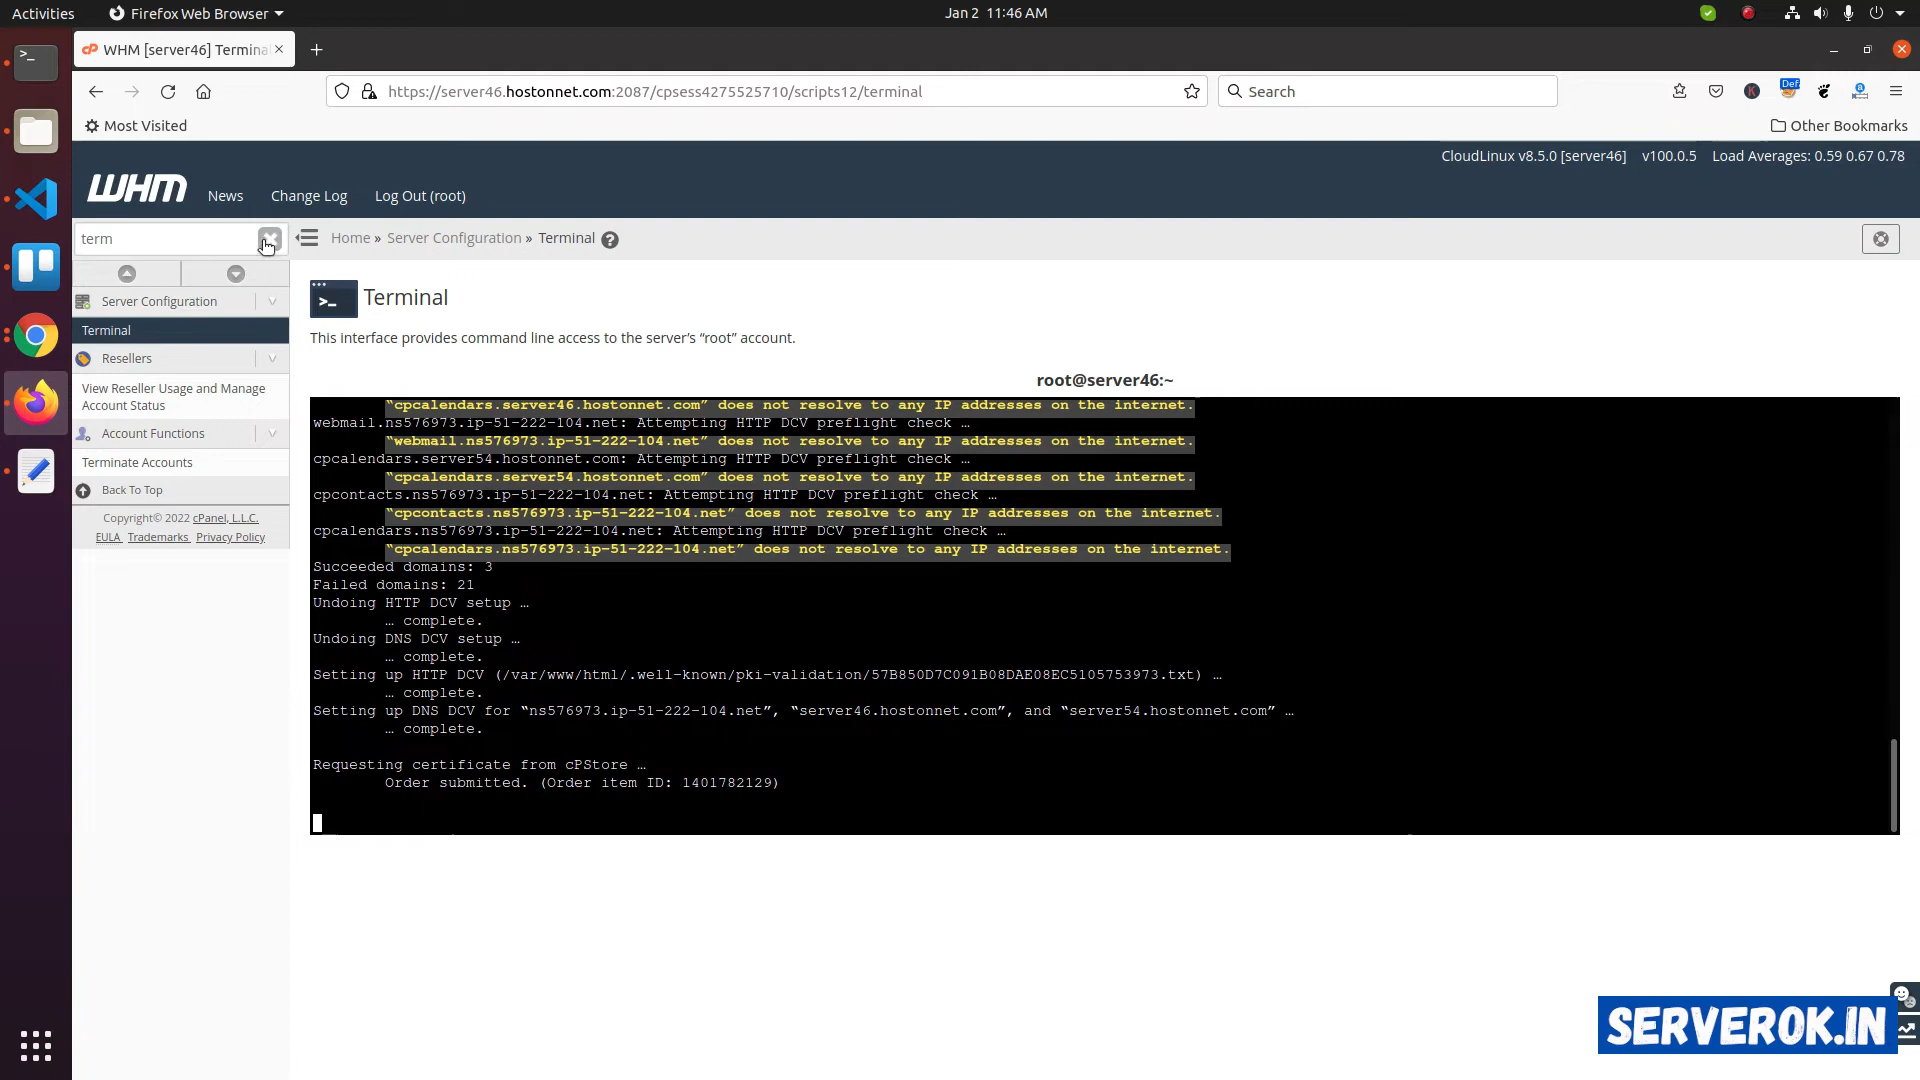 Activities
Firefox Web Browser
Jan 2 11:46 AM
WHM [server46] Termina
https://server46.hostonnet.com:2087/cpsess4275525710/scripts12/terminal
Search
Def
Most Visited
Other Bookmarks
CloudLinux v8.5.0 [server46] v100.0.5 Load Averages: 0.59 0.67 0.78
WHM
News
Change Log
Log Out (root)
term
Home » Server Configuration » Terminal
Server Configuration
Terminal
Resellers
View Reseller Usage and Manage
Account Status
Account Functions
Terminate Accounts
Back To Top
Copyright© 2022 cPanel, L.L.C.
EULA Trademarks Privacy Policy
Terminal
This interface provides command line access to the server’s “root” account.
root@server46:~
“cpcalendars.server46.hostonnet.com” does not resolve to any IP addresses on the internet.
webmail.ns576973.ip-51-222-104.net: Attempting HTTP DCV preflight check …
“webmail.ns576973.ip-51-222-104.net” does not resolve to any IP addresses on the internet.
cpcalendars.server54.hostonnet.com: Attempting HTTP DCV preflight check …
“cpcalendars.server54.hostonnet.com” does not resolve to any IP addresses on the internet.
cpcontacts.ns576973.ip-51-222-104.net: Attempting HTTP DCV preflight check …
“cpcontacts.ns576973.ip-51-222-104.net” does not resolve to any IP addresses on the internet.
cpcalendars.ns576973.ip-51-222-104.net: Attempting HTTP DCV preflight check …
“cpcalendars.ns576973.ip-51-222-104.net” does not resolve to any IP addresses on the internet.
Succeeded domains: 3
Failed domains: 21
Undoing HTTP DCV setup …
… complete.
Undoing DNS DCV setup …
… complete.
Setting up HTTP DCV (/var/www/html/.well-known/pki-validation/57B850D7C091B08DAE08EC5105753973.txt) …
… complete.
Setting up DNS DCV for “ns576973.ip-51-222-104.net”, “server46.hostonnet.com”, and “server54.hostonnet.com” …
… complete.
Requesting certificate from cPStore …
Order submitted. (Order item ID: 1401782129)
SERVEROK.IN